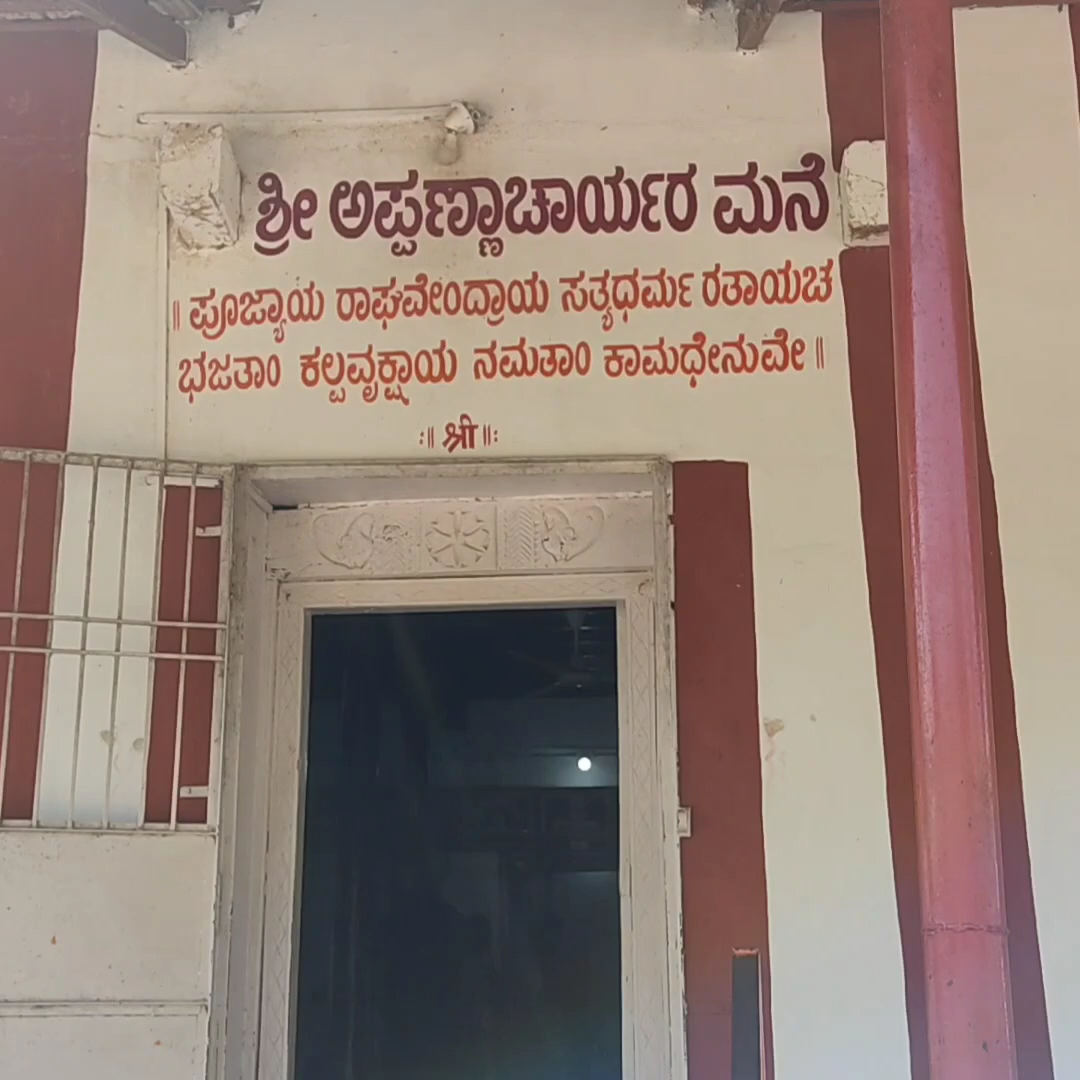 ಶ್ರೀ ಅಪ್ಪಣ್ಣಾಚಾರ್ಯರ ಮನೆ
॥ ಪೂಜ್ಯಾಯ ರಾಘವೇಂದ್ರಾಯ ಸತ್ಯಧರ್ಮ ರತಾಯಚ
ಭಜತಾಂ ಕಲ್ಪವೃಕ್ಷಾಯ ನಮತಾಂ ಕಾಮಧೇನುವೇ ॥
:॥ ಶ್ರೀ ॥: